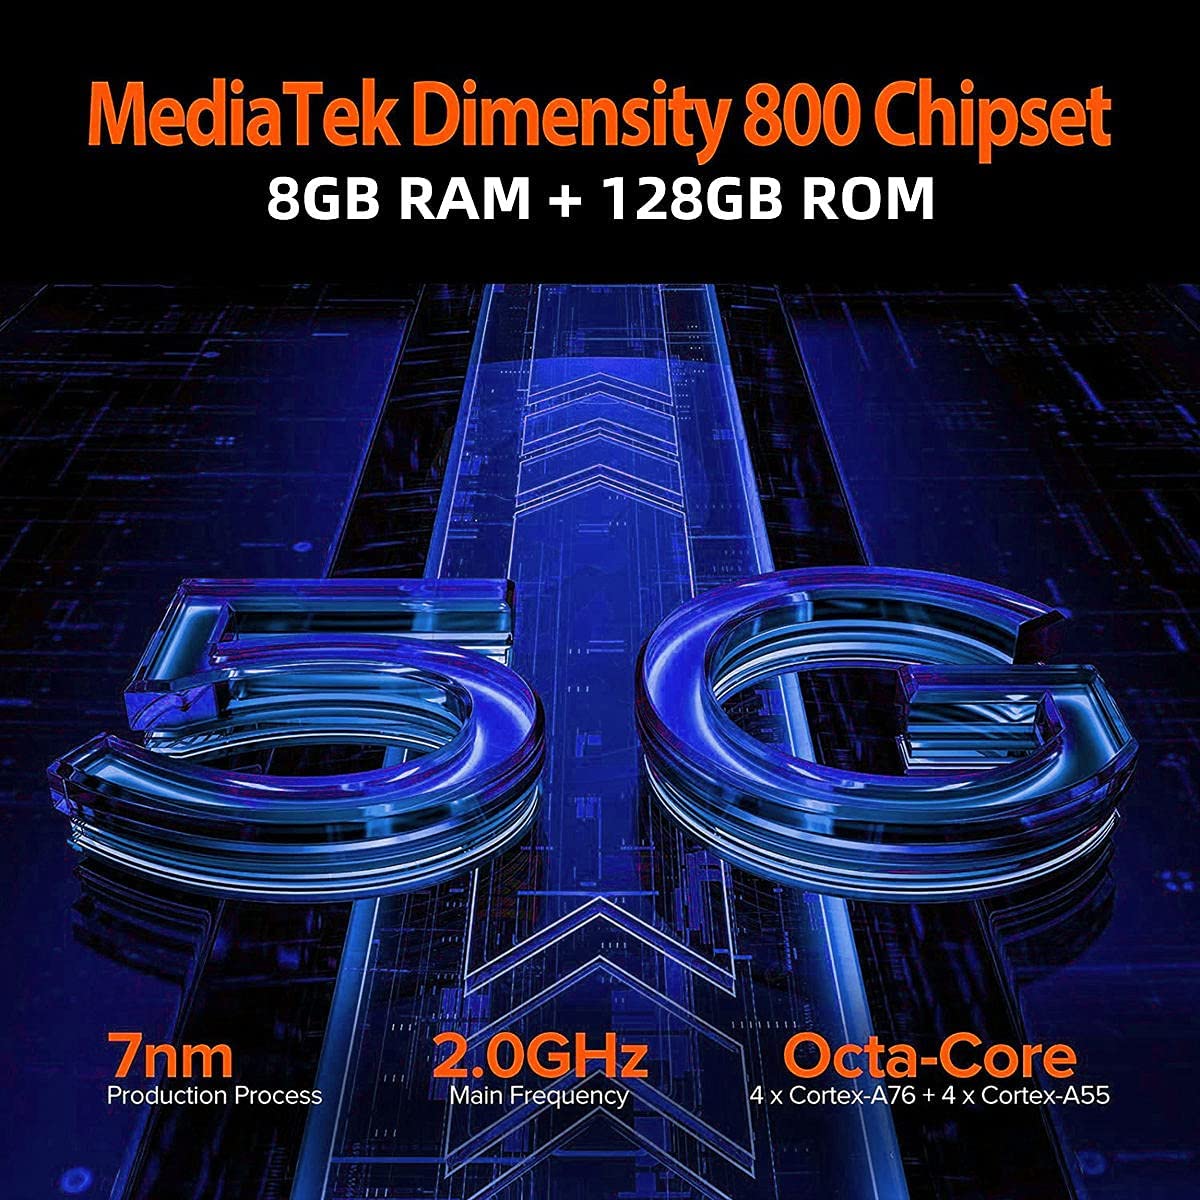 MediaTek Dimensity 800 Chipset
8GB RAM + 128GB ROM
5G
7nm
Production Process
2.0GHz
Main Frequency
Octa-Core
4 x Cortex-A76 + 4 x Cortex-A55